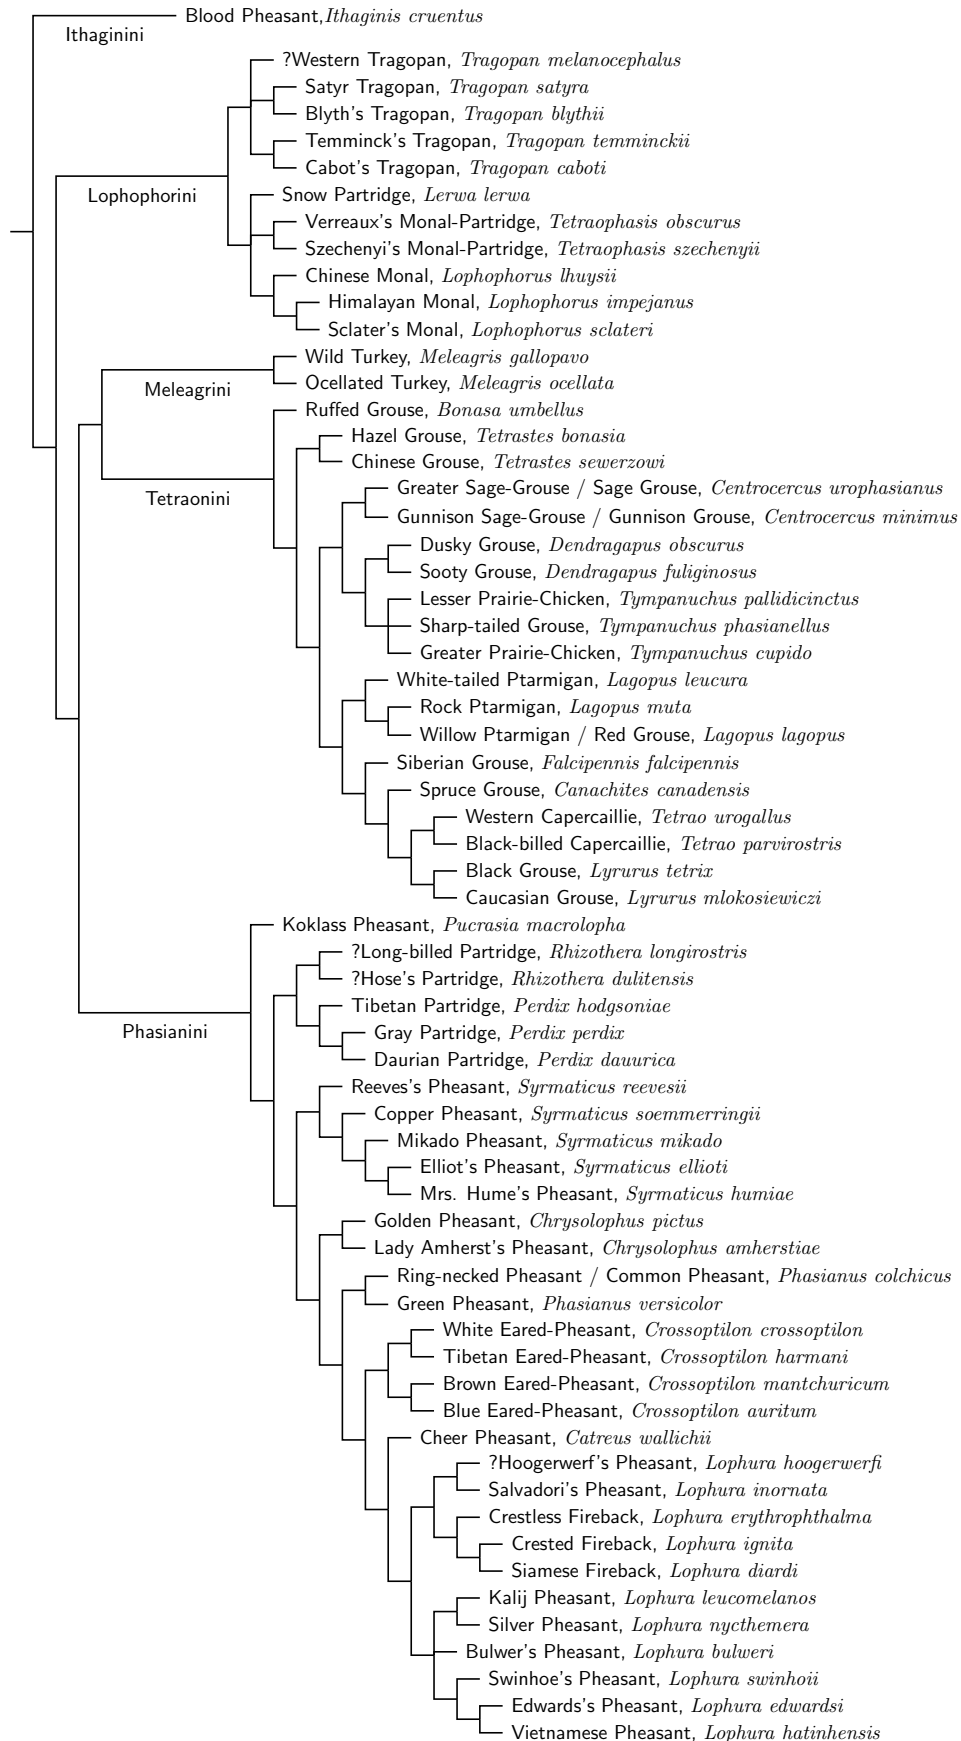 Blood Pheasant,Ithaginis cruentus
Ithaginini
?Western Tragopan, Tragopan melanocephalus
Satyr Tragopan, Tragopan satyra
Blyth's Tragopan, Tragopan blythii
Temminck's Tragopan, Tragopan temminckii
Cabot's Tragopan, Tragopan caboti
Lophophorini
Snow Partridge, Lerwa lerwa
Verreaux's Monal-Partridge, Tetraophasis obscurus
Szechenyi's Monal-Partridge, Tetraophasis szechenyii
Chinese Monal, Lophophorus lhuysii
Himalayan Monal, Lophophorus impejanus
Sclater's Monal, Lophophorus sclateri
Wild Turkey, Meleagris gallopavo
Meleagrini
Ocellated Turkey, Meleagris ocellata
Ruffed Grouse, Bonasa umbellus
Hazel Grouse, Tetrastes bonasia
Chinese Grouse, Tetrastes sewerzowi
Greater Sage-Grouse / Sage Grouse, Centrocercus urophasianus
Tetraonini
Gunnison Sage-Grouse / Gunnison Grouse, Centrocercus minimus
Dusky Grouse, Dendragapus obscurus
Sooty Grouse, Dendragapus fuliginosus
Lesser Prairie-Chicken, Tympanuchus pallidicinctus
Sharp-tailed Grouse, Tympanuchus phasianellus
Greater Prairie-Chicken, Tympanuchus cupido
White-tailed Ptarmigan, Lagopus leucura
Rock Ptarmigan, Lagopus muta
Willow Ptarmigan / Red Grouse, Lagopus lagopus
Siberian Grouse, Falcipennis falcipennis
Spruce Grouse, Canachites canadensis
Western Capercaillie, Tetrao urogallus
Black-billed Capercaillie, Tetrao parvirostris
Black Grouse, Lyrurus tetrix
Caucasian Grouse, Lyrurus mlokosiewiczi
Koklass Pheasant, Pucrasia macrolopha
?Long-billed Partridge, Rhizothera longirostris
?Hose's Partridge, Rhizothera dulitensis
Tibetan Partridge, Perdix hodgsoniae
Phasianini
Gray Partridge, Perdix perdix
Daurian Partridge, Perdix dauurica
Reeves's Pheasant, Syrmaticus reevesii
Copper Pheasant, Syrmaticus soemmerringii
Mikado Pheasant, Syrmaticus mikado
Elliot's Pheasant, Syrmaticus ellioti
Mrs. Hume's Pheasant, Syrmaticus humiae
Golden Pheasant, Chrysolophus pictus
Lady Amherst's Pheasant, Chrysolophus amherstiae
Ring-necked Pheasant / Common Pheasant, Phasianus colchicus
Green Pheasant, Phasianus versicolor
White Eared-Pheasant, Crossoptilon crossoptilon
Tibetan Eared-Pheasant, Crossoptilon harmani
Brown Eared-Pheasant, Crossoptilon mantchuricum
Blue Eared-Pheasant, Crossoptilon auritum
Cheer Pheasant, Catreus wallichii
?Hoogerwerf's Pheasant, Lophura hoogerwerfi
Salvadori's Pheasant, Lophura inornata
Crestless Fireback, Lophura erythrophthalma
Crested Fireback, Lophura ignita
Siamese Fireback, Lophura diardi
Kalij Pheasant, Lophura leucomelanos
Silver Pheasant, Lophura nycthemera
Bulwer's Pheasant, Lophura bulweri
Swinhoe's Pheasant, Lophura swinhoii
Edwards's Pheasant, Lophura edwardsi
Vietnamese Pheasant, Lophura hatinhensis